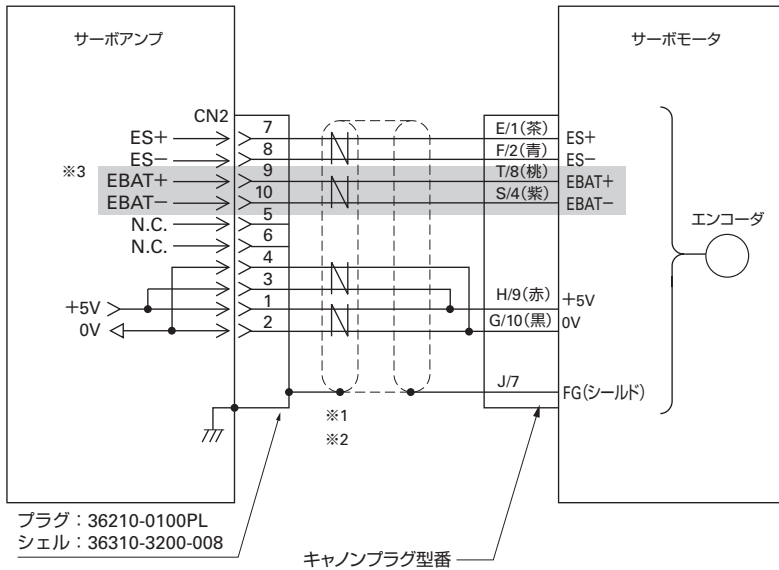 サーボアンプ
サーボモータ
CN2
ES+ 7 E/1(茶) ES+
ES− 8 F/2(青) ES−
※3
EBAT+ 9 T/8(桃) EBAT+
EBAT− 10 S/4(紫) EBAT−
N.C. 5
N.C. 6
エンコーダ
4
3
+5V 1 H/9(赤) +5V
0V 2 G/10(黒) 0V
J/7 FG(シールド)
※1
※2
プラグ：36210-0100PL
シェル：36310-3200-008
キャノンプラグ型番